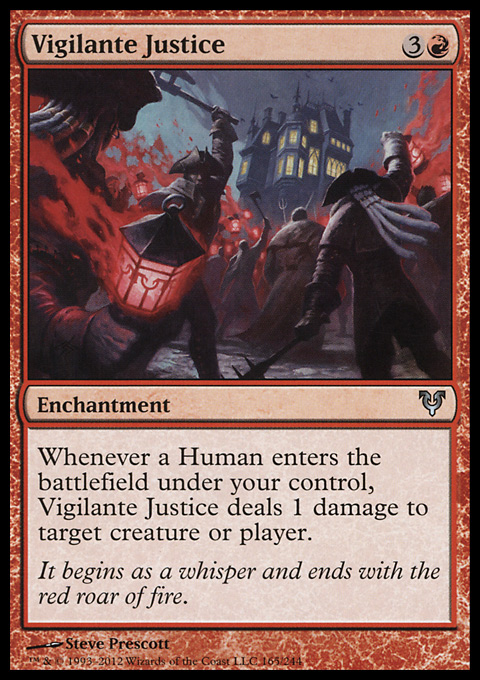 Vigilante Justice 3
Enchantment
Whenever a Human enters the
battlefield under your control,
Vigilante Justice deals 1 damage to
target creature or player.
It begins as a whisper and ends with the
red roar of fire.
Steve Prescott
™ & © 1993–2012 Wizards of the Coast LLC 165/244